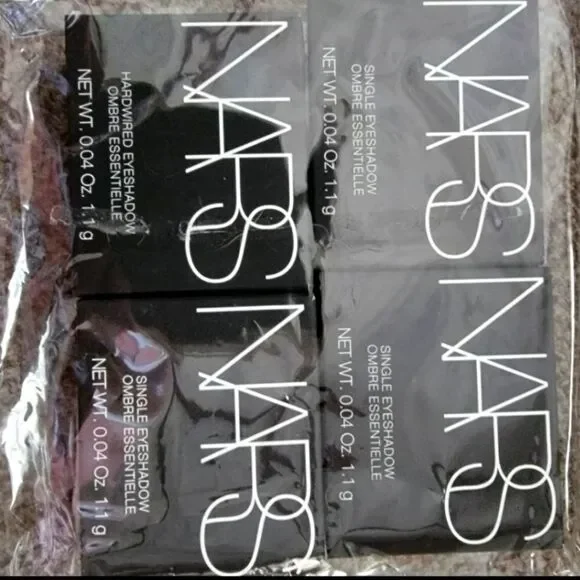 NARS
HARDWIRED EYESHADOW
OMBRE ESSENTIELLE
NET WT. 0.04 Oz. 1.1 g
NARS
SINGLE EYESHADOW
OMBRE ESSENTIELLE
NET WT. 0.04 Oz. 1.1 g
NARS
SINGLE EYESHADOW
OMBRE ESSENTIELLE
NET WT. 0.04 Oz. 1.1 g
NARS
SINGLE EYESHADOW
OMBRE ESSENTIELLE
NET WT. 0.04 Oz. 1.1 g